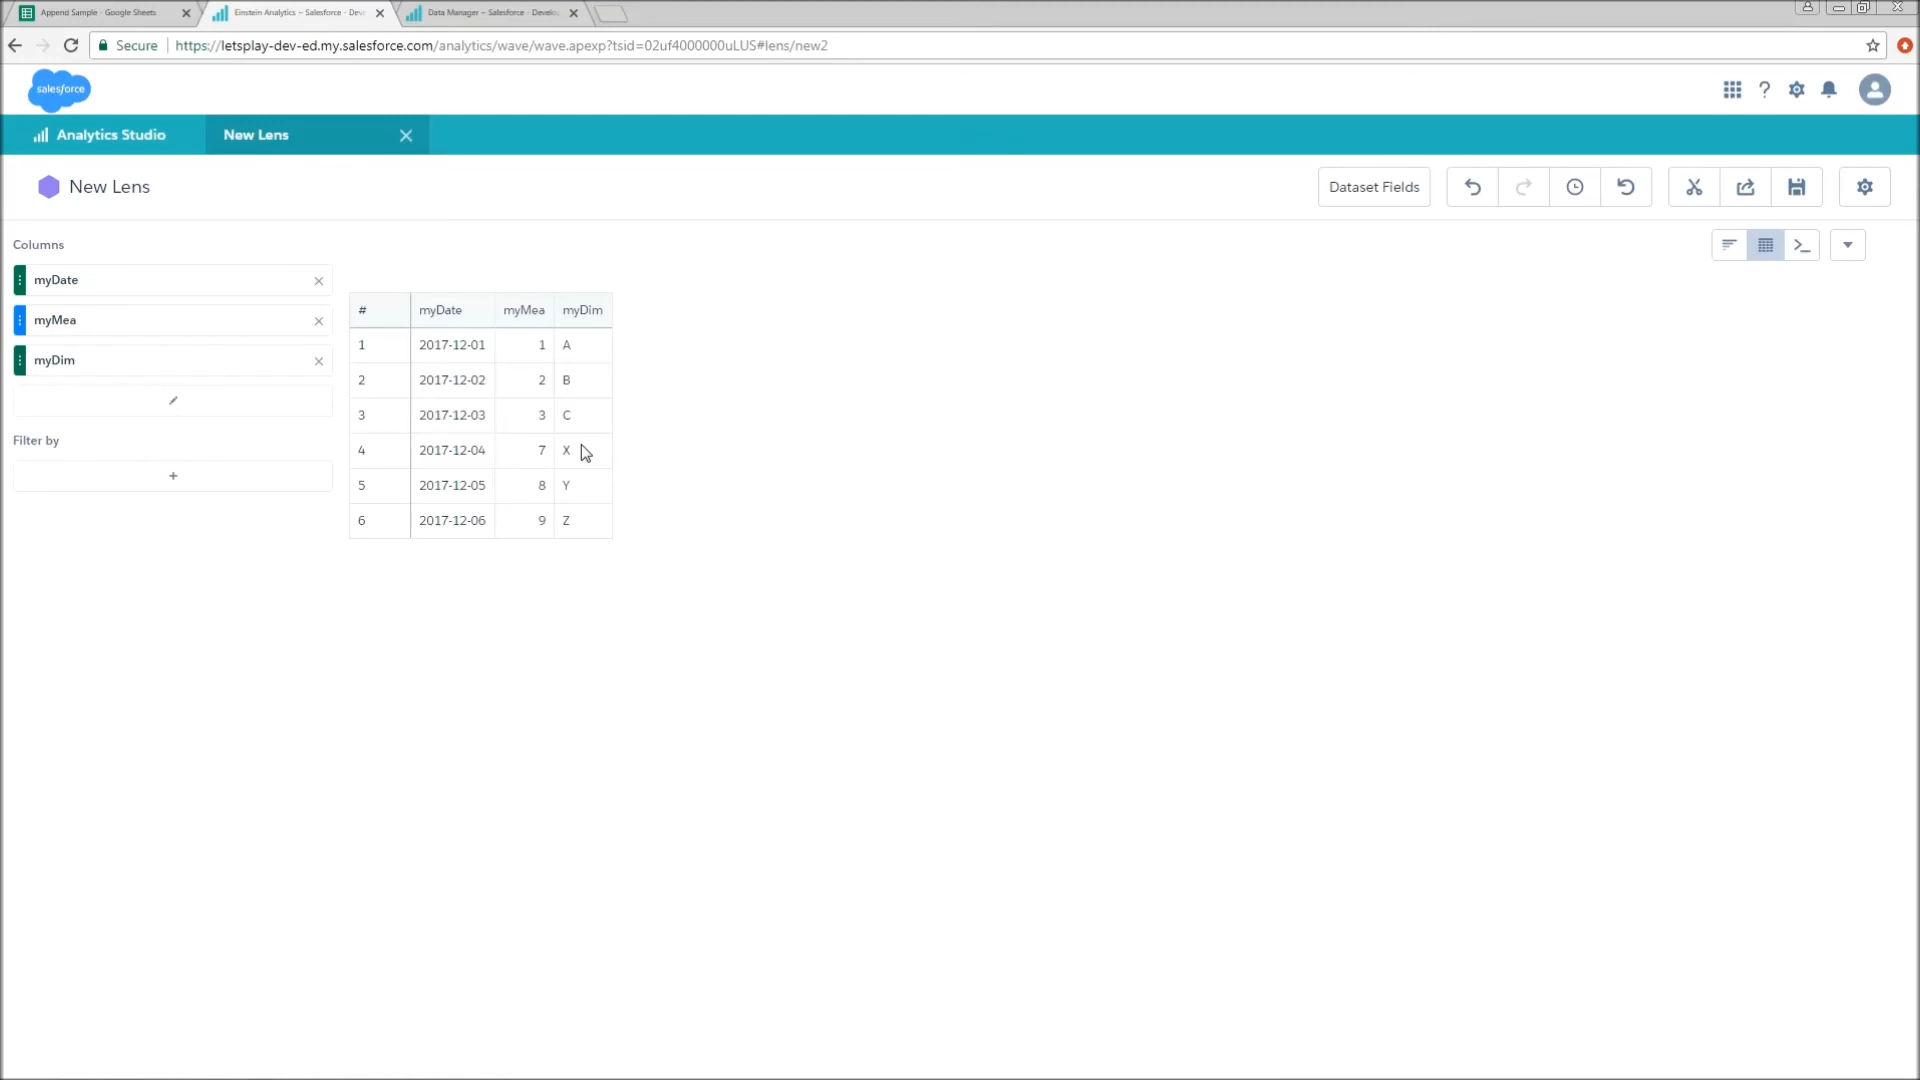 Append Sample - Google Sheets
Einstein Analytics – Salesforce - Dev
Data Manager – Salesforce - Develo
Secure
https://letsplay-dev-ed.my.salesforce.com/analytics/wave/wave.apexp?tsid=02uf4000000uLUS#lens/new2
salesforce
Analytics Studio
New Lens
New Lens
Dataset Fields
Columns
myDate
myMea
myDim
Filter by
# myDate myMea myDim
1 2017-12-01 1 A
2 2017-12-02 2 B
3 2017-12-03 3 C
4 2017-12-04 7 X
5 2017-12-05 8 Y
6 2017-12-06 9 Z